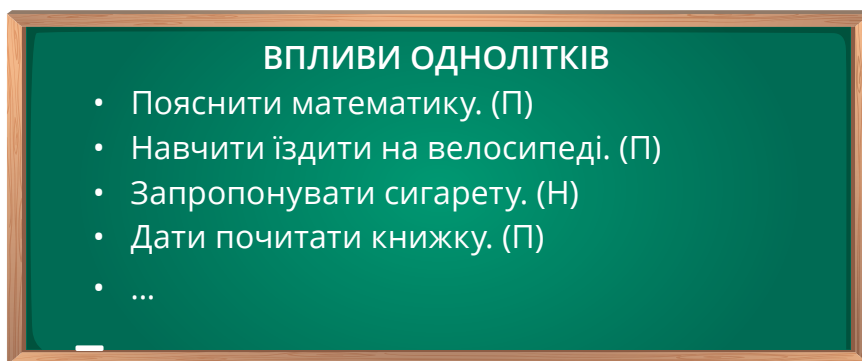 ВПЛИВИ ОДНОЛІТКІВ
• Пояснити математику. (П)
• Навчити їздити на велосипеді. (П)
• Запропонувати сигарету. (Н)
• Дати почитати книжку. (П)
• ...